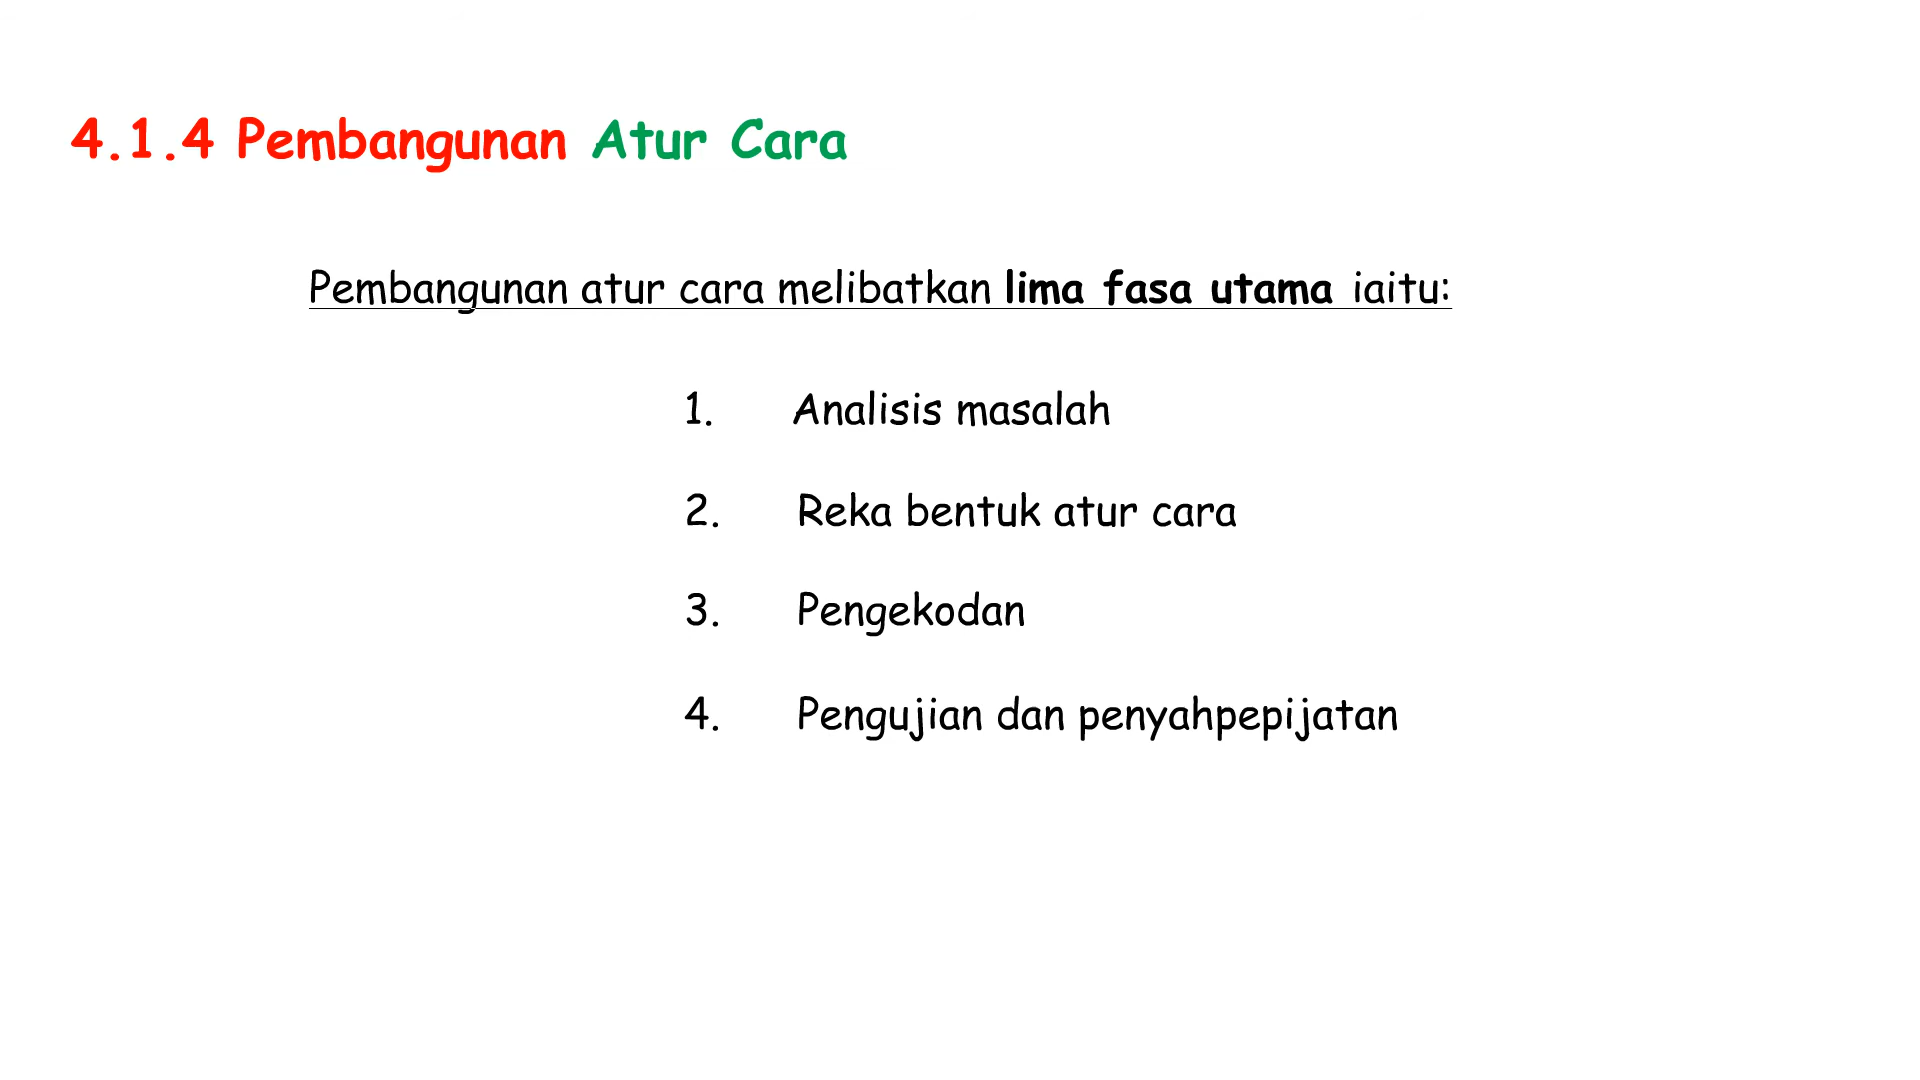 4.1.4 Pembangunan Atur Cara
Pembangunan atur cara melibatkan lima fasa utama iaitu:
1. Analisis masalah
2. Reka bentuk atur cara
3. Pengekodan
4. Pengujian dan penyahpepijatan